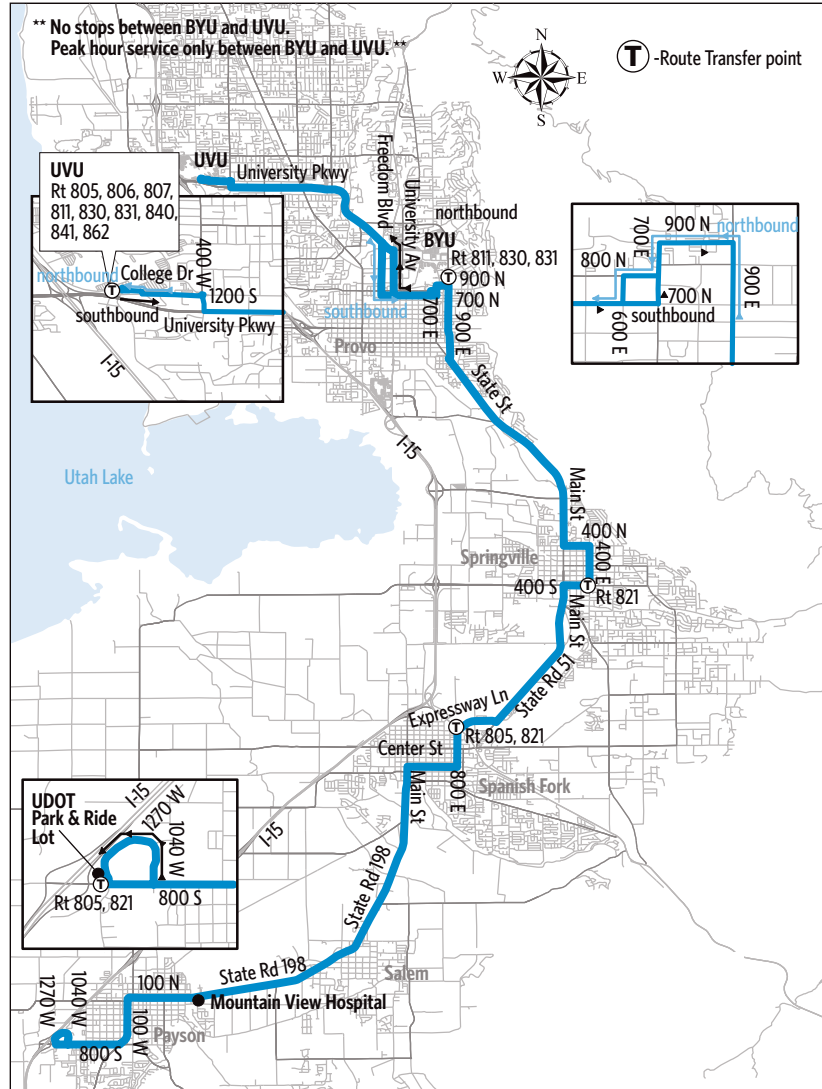 ** No stops between BYU and UVU.
Peak hour service only between BYU and UVU. **
N
W
E
S
T -Route Transfer point
UVU
Rt 805, 806, 807,
811, 830, 831, 840,
841, 862
UVU
University Pkwy
Freedom Blvd
University Av
northbound
BYU
Rt 811, 830, 831
T
900 N
700 N
southbound
700 E
900 E
Provo
400 W
northbound
College Dr
T
1200 S
southbound
University Pkwy
I-15
700 E
900 N
northbound
800 N
900 E
700 N
southbound
600 E
State St
I-15
Utah Lake
Main St
400 N
400 E
Springville
400 S
T
Rt 821
Main St
State Rd 51
Expressway Ln
T
Rt 805, 821
Center St
800 E
Main St
Spanish Fork
I-15
UDOT
Park & Ride
Lot
I-15
1270 W
1040 W
T
Rt 805, 821
800 S
State Rd 198
State Rd 198
Salem
100 N
Mountain View Hospital
1270 W
1040 W
100 W
Payson
800 S